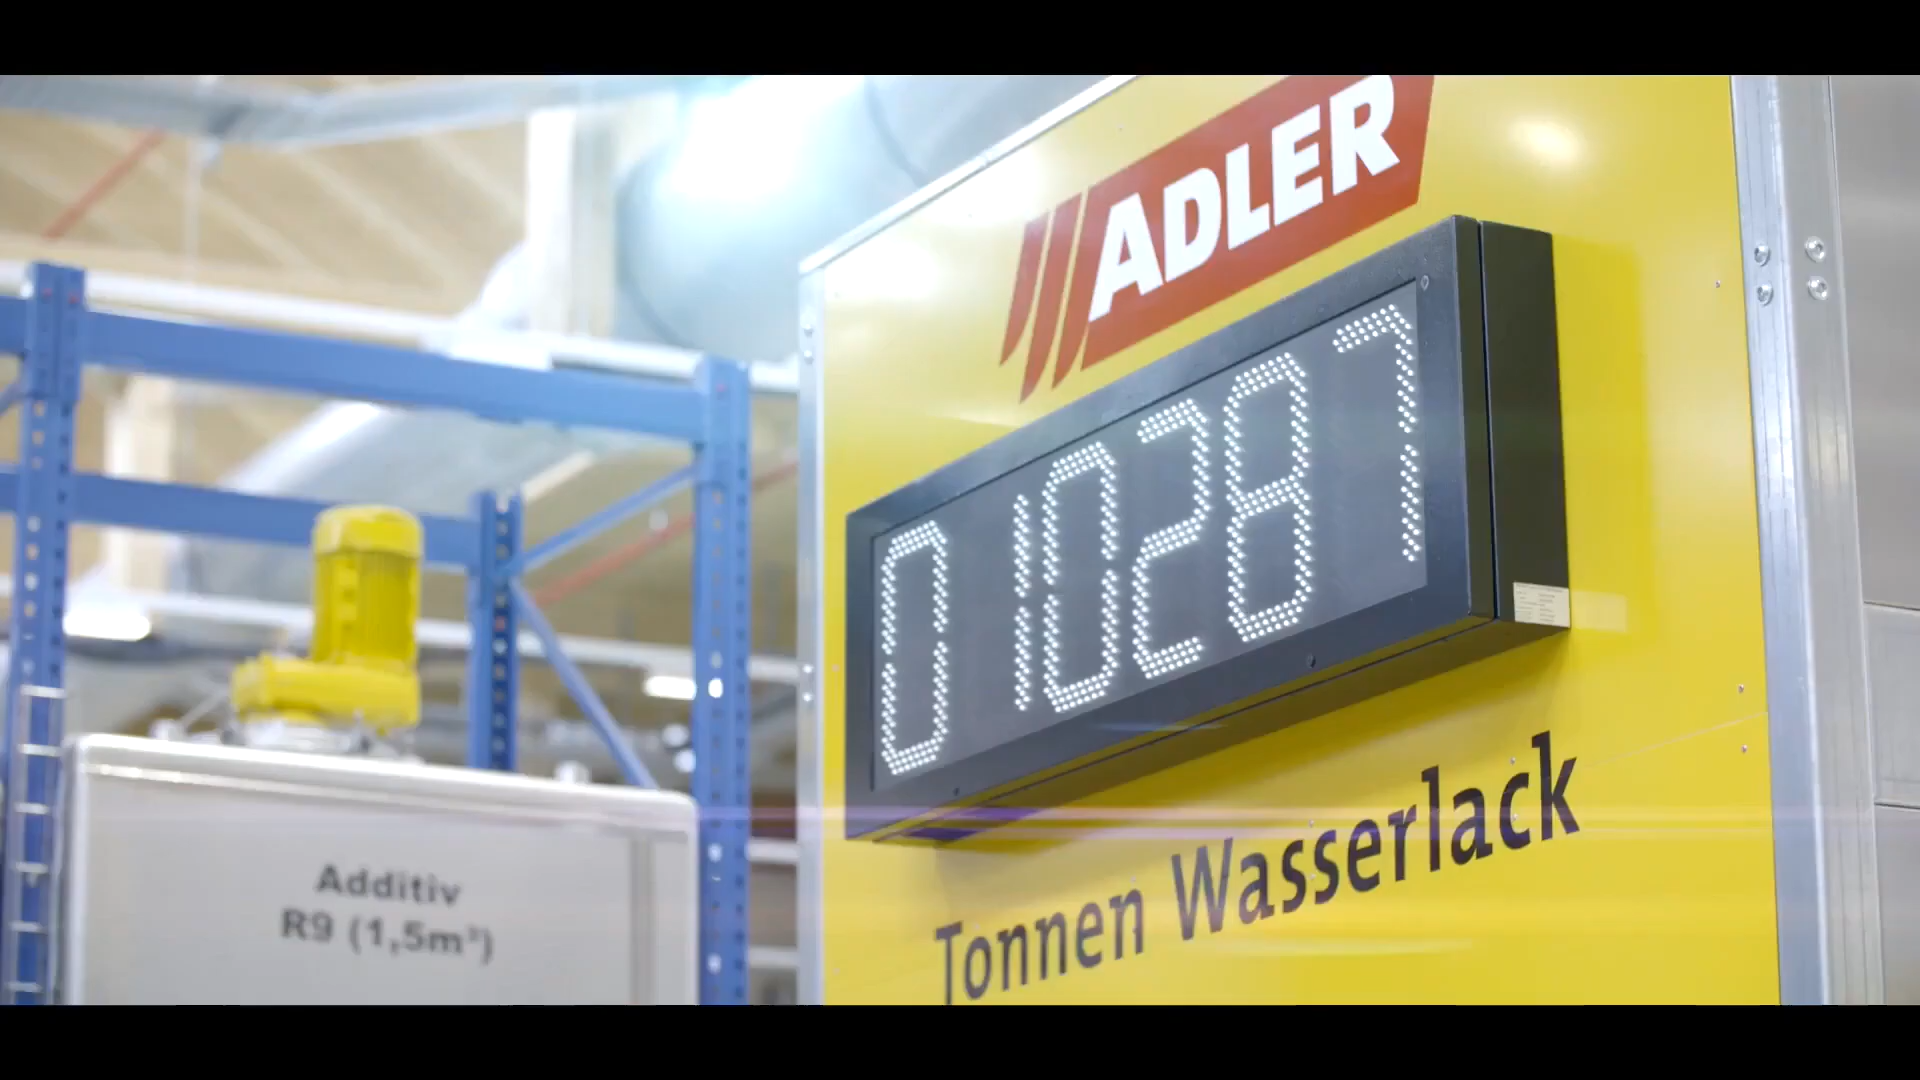 ADLER
010287
Tonnen Wasserlack
Additiv
R9 (1,5m³)